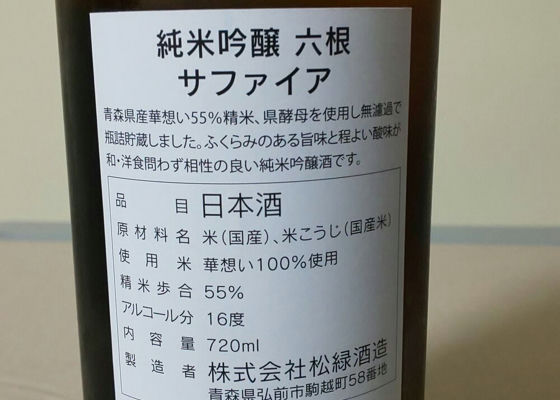 純米吟醸 六根
サファイア
青森県産華想い55%精米、県酵母を使用し無濾過で
瓶詰貯蔵しました。ふくらみのある旨味と程よい酸味が
和・洋食問わず相性の良い純米吟醸酒です。
品目 日本酒
原材料名 米(国産)、米こうじ(国産米)
使用米 華想い100%使用
精米歩合 55%
アルコール分 16度
内容量 720ml
製造者 株式会社松緑酒造
青森県弘前市駒越町58番地